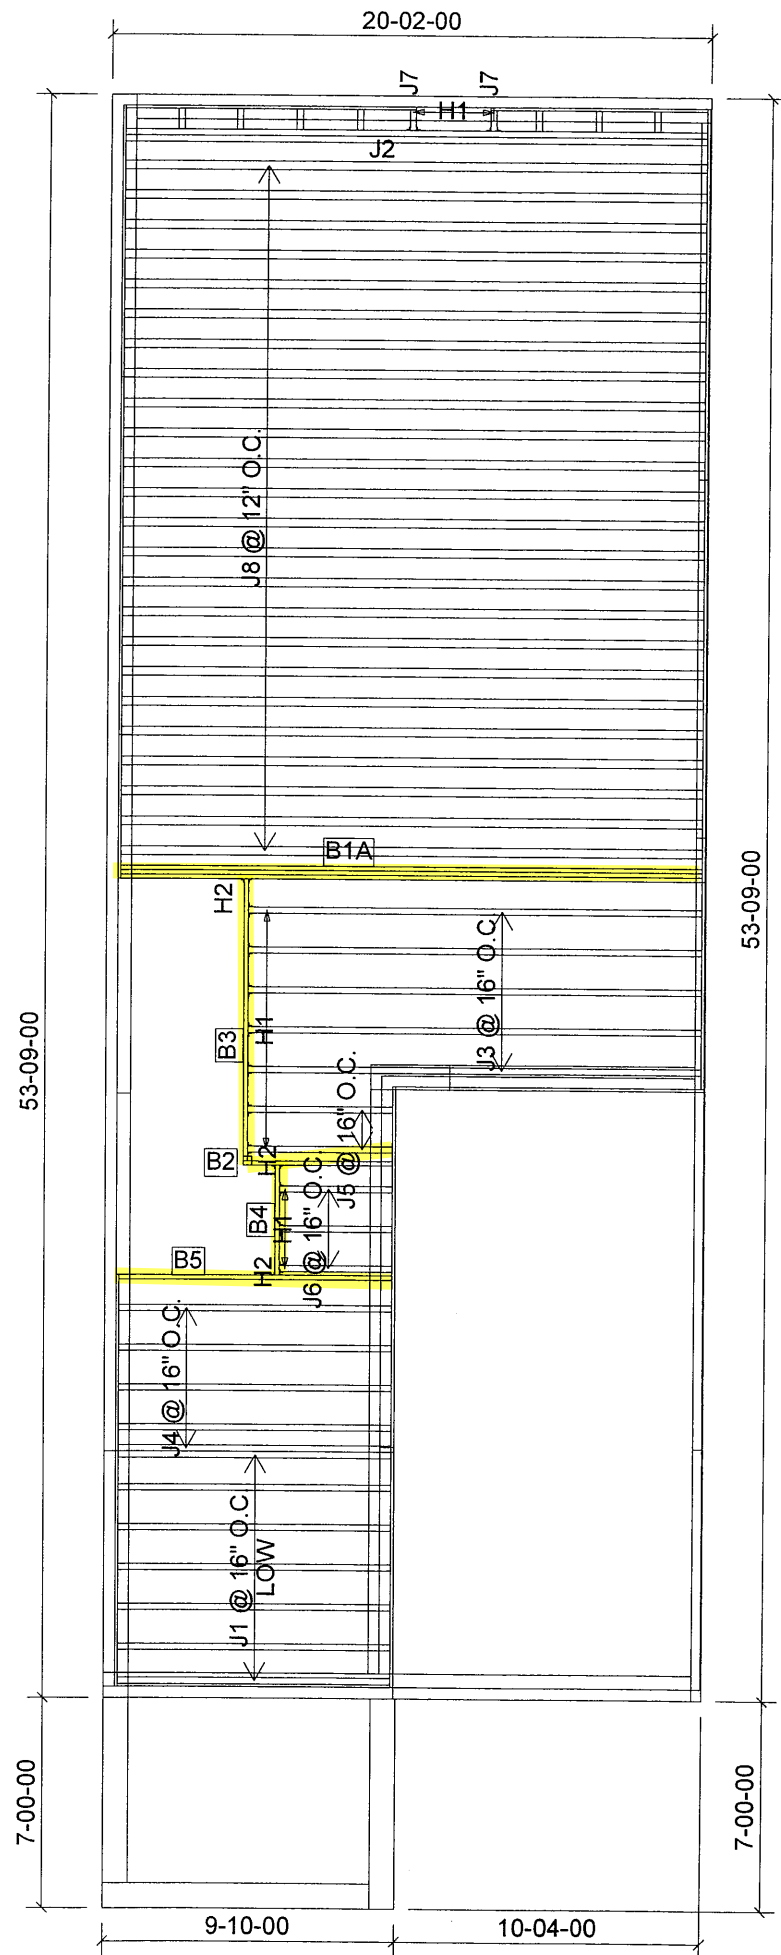 20-02-00
J7
J7
H1
J2
J8 @ 12" O.C.
B1A
53-09-00
53-09-00
H2
J3 @ 16" O.C.
H1
B3
J5 @ 16" O.C.
B2
H2
B4
H1
J6 @ 16" O.C.
B5
H2
J4 @ 16" O.C.
J1 @ 16" O.C.
LOW
7-00-00
7-00-00
9-10-00
10-04-00